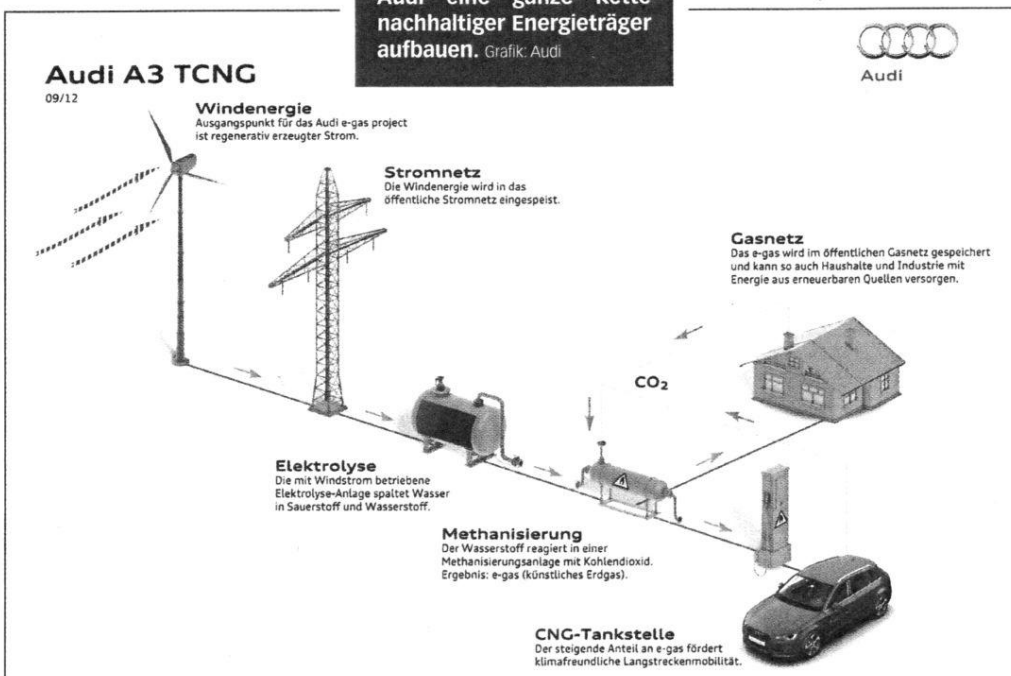 Audi eine ganze Kette
nachhaltiger Energieträger
aufbauen. Grafik: Audi
Audi
Audi A3 TCNG
09/12
Windenergie
Ausgangspunkt für das Audi e-gas project
ist regenerativ erzeugter Strom.
Stromnetz
Die Windenergie wird in das
öffentliche Stromnetz eingespeist.
Gasnetz
Das e-gas wird im öffentlichen Gasnetz gespeichert
und kann so auch Haushalte und Industrie mit
Energie aus erneuerbaren Quellen versorgen.
CO₂
Elektrolyse
Die mit Windstrom betriebene
Elektrolyse-Anlage spaltet Wasser
in Sauerstoff und Wasserstoff.
Methanisierung
Der Wasserstoff reagiert in einer
Methanisierungsanlage mit Kohlendioxid.
Ergebnis: e-gas (künstliches Erdgas).
CNG-Tankstelle
Der steigende Anteil an e-gas fördert
klimafreundliche Langstreckenmobilität.